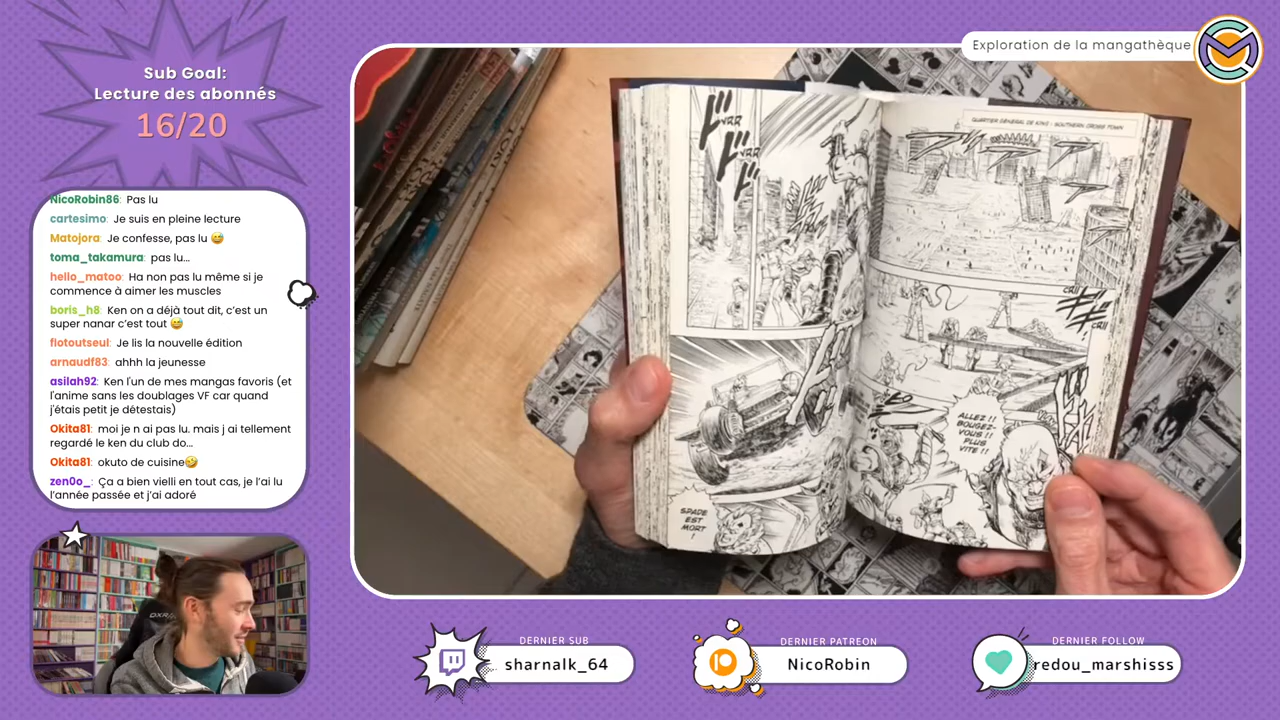 Sub Goal:
Lecture des abonnés
16/20
NicoRobin86: Pas lu
cartesimo: Je suis en pleine lecture
Matojora: Je confesse, pas lu 😅
toma_takamura: pas lu...
hello_matoo: Ha non pas lu même si je
commence à aimer les muscles
boris_h8: Ken on a déjà tout dit, c’est un
super nanar c’est tout 😅
flotoutseul: Je lis la nouvelle édition
arnaudf83: ahhh la jeunesse
asilah92: Ken l'un de mes mangas favoris (et
l'anime sans les doublages VF car quand
j'étais petit je détestais)
Okita81: moi je n ai pas lu. mais j ai tellement
regardé le ken du club do...
Okita81: okuto de cuisine🤣
zen0o_: Ça a bien vielli en tout cas, je l’ai lu
l’année passée et j’ai adoré
DXR
Exploration de la mangathèque
VRR
VRR
QUARTIER GÉNÉRAL DE KING : SOUTHERN CROSS TOWN
CRII
CRII
ALLEZ !!
BOUGEZ-
VOUS !!
PLUS
VITE !!
SPADE
EST
MORT
!
DERNIER SUB
sharnalk_64
DERNIER PATREON
NicoRobin
DERNIER FOLLOW
redou_marshisss